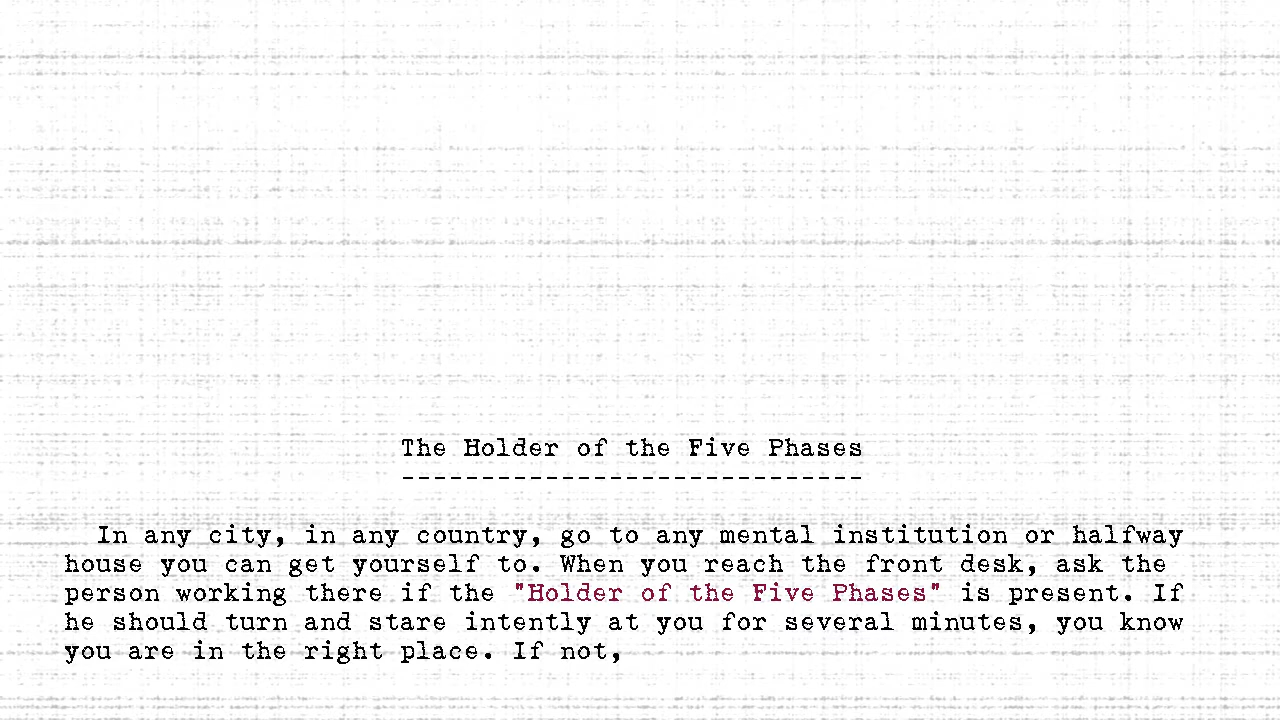 The Holder of the Five Phases
-----------------------------
In any city, in any country, go to any mental institution or halfway
house you can get yourself to. When you reach the front desk, ask the
person working there if the "Holder of the Five Phases" is present. If
he should turn and stare intently at you for several minutes, you know
you are in the right place. If not,